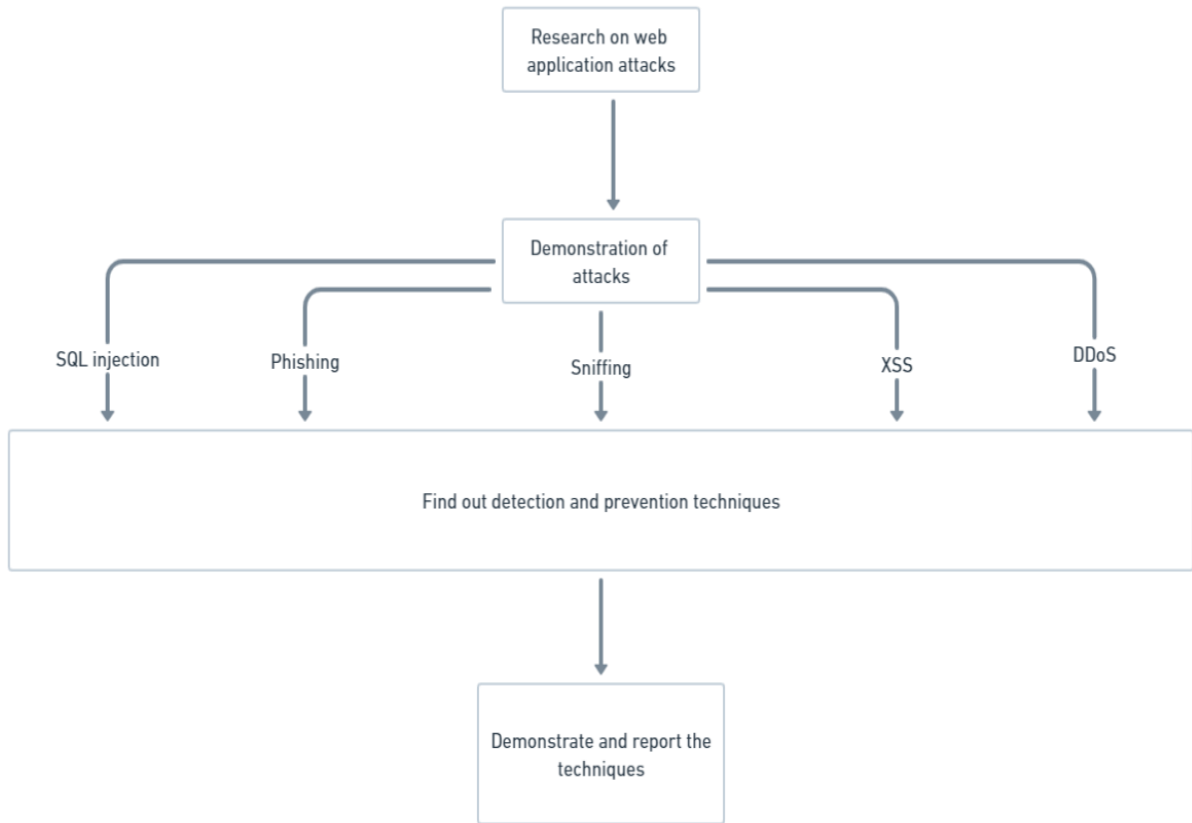 Research on web
application attacks
Demonstration of
attacks
SQL injection
Phishing
Sniffing
XSS
DDoS
Find out detection and prevention techniques
Demonstrate and report the
techniques